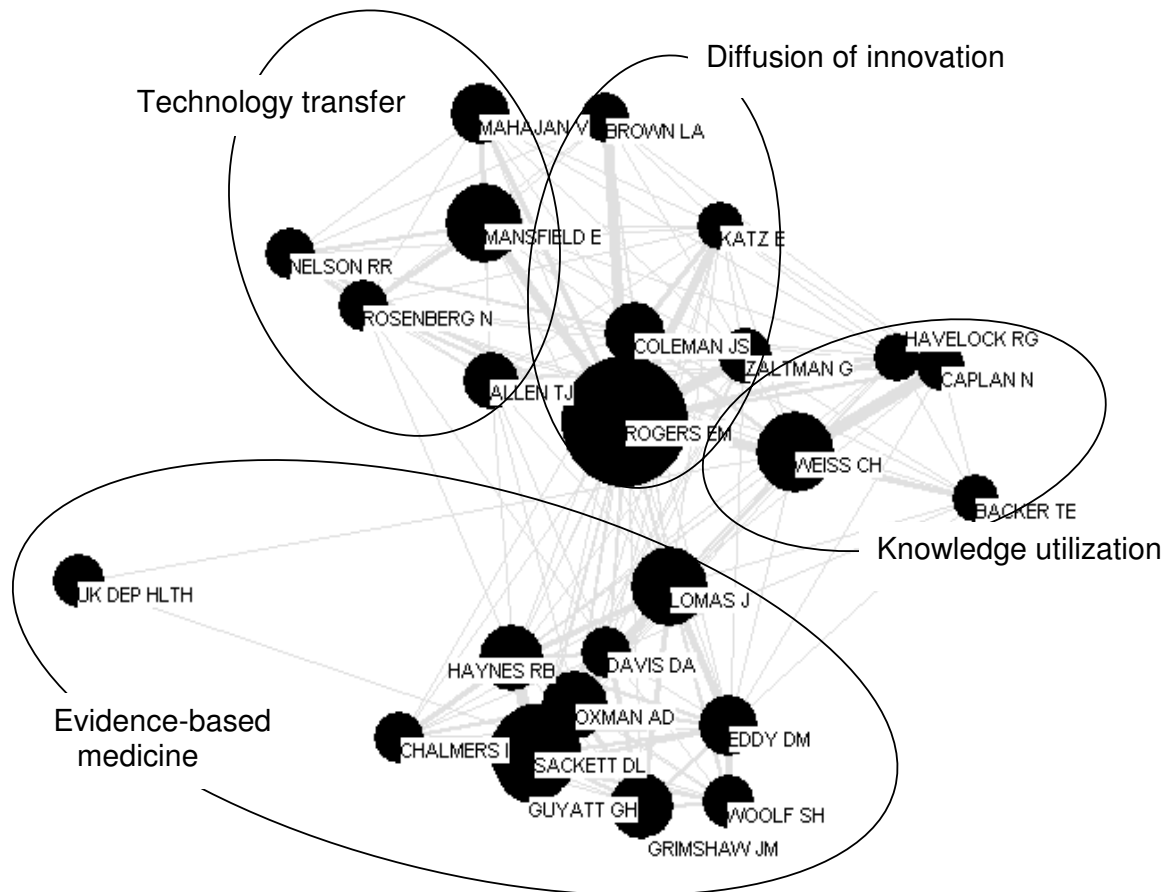 Diffusion of innovation
Technology transfer
MAHAJAN V
BROWN LA
MANSFIELD E
KATZ E
NELSON RR
ROSENBERG N
HAVELOCK RG
COLEMAN JS
ZALTMAN G
CAPLAN N
ALLEN TJ
ROGERS EM
WEISS CH
BACKER TE
Knowledge utilization
UK DEP HLTH
LOMAS J
HAYNES RB
DAVIS DA
Evidence-based
medicine
OXMAN AD
EDDY DM
CHALMERS I
SACKETT DL
GUYATT GH
WOOLF SH
GRIMSHAW JM